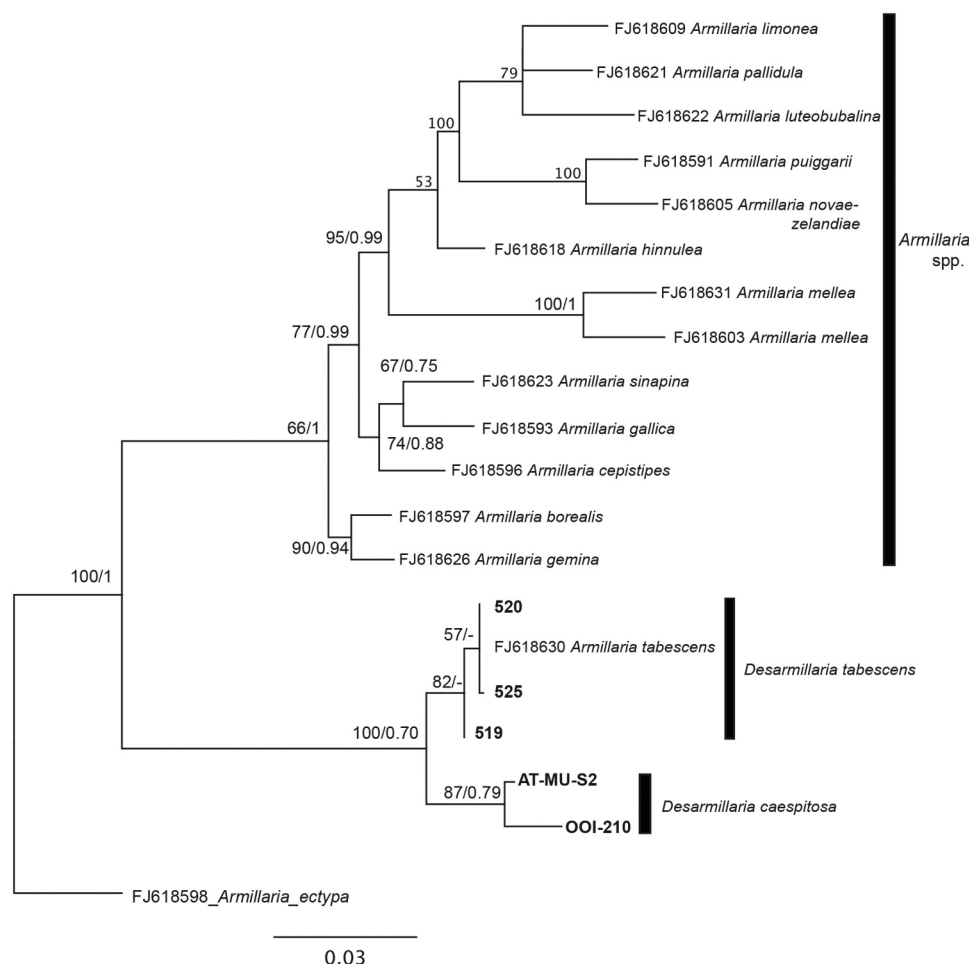 FJ618609 Armillaria limonea
79
FJ618621 Armillaria pallidula
FJ618622 Armillaria luteobubalina
100
FJ618591 Armillaria puiggarii
100
53
FJ618605 Armillaria novae-
zelandiae
95/0.99
FJ618618 Armillaria hinnulea
Armillaria
spp.
FJ618631 Armillaria mellea
100/1
77/0.99
FJ618603 Armillaria mellea
67/0.75
FJ618623 Armillaria sinapina
66/1
FJ618593 Armillaria gallica
74/0.88
FJ618596 Armillaria cepistipes
FJ618597 Armillaria borealis
90/0.94
FJ618626 Armillaria gemina
100/1
520
57/-
FJ618630 Armillaria tabescens
Desarmillaria tabescens
82/-
525
100/0.70
519
AT-MU-S2
87/0.79
Desarmillaria caespitosa
OOI-210
FJ618598_Armillaria_ectypa
0.03